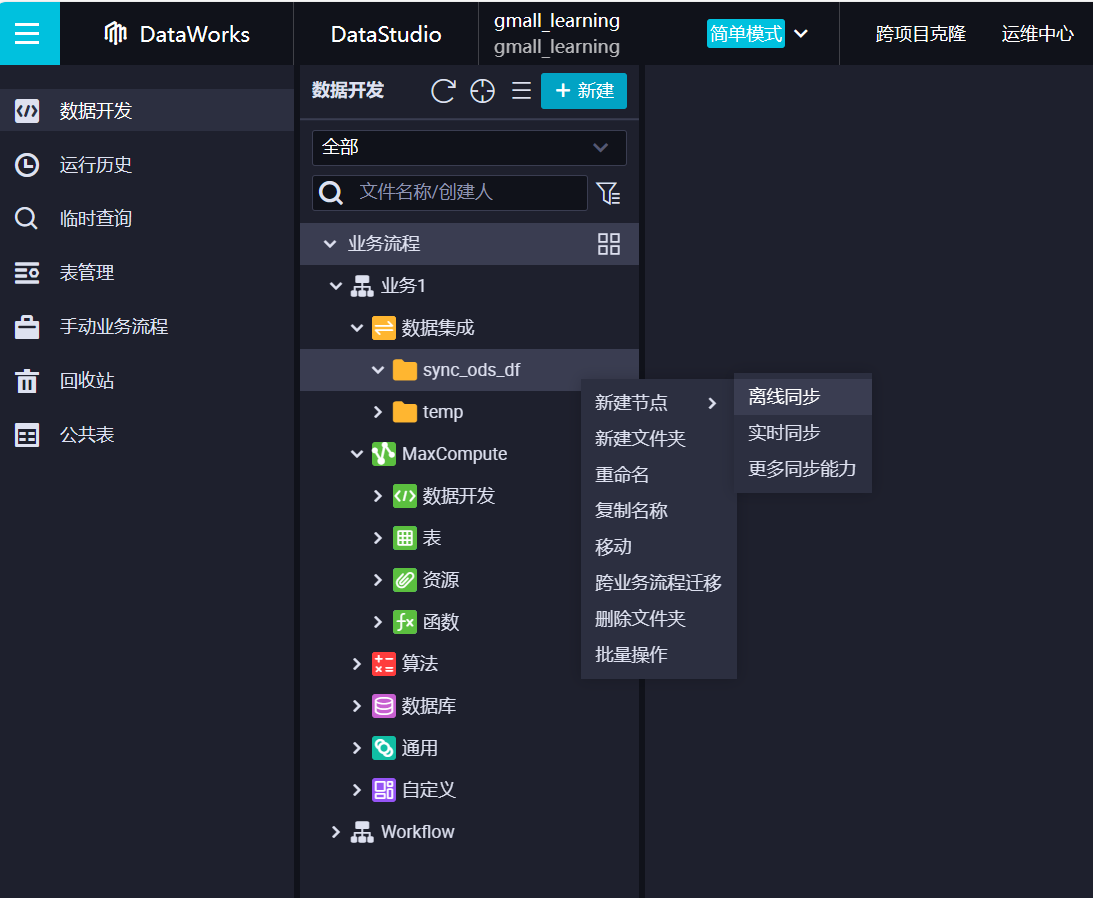 DataWorks
DataStudio
gmall_learning
gmall_learning
简单模式
跨项目克隆
运维中心
数据开发
运行历史
临时查询
表管理
手动业务流程
回收站
公共表
数据开发
+ 新建
全部
文件名称/创建人
业务流程
业务1
数据集成
sync_ods_df
temp
MaxCompute
数据开发
表
资源
函数
算法
数据库
通用
自定义
Workflow
新建节点
新建文件夹
重命名
复制名称
移动
跨业务流程迁移
删除文件夹
批量操作
离线同步
实时同步
更多同步能力